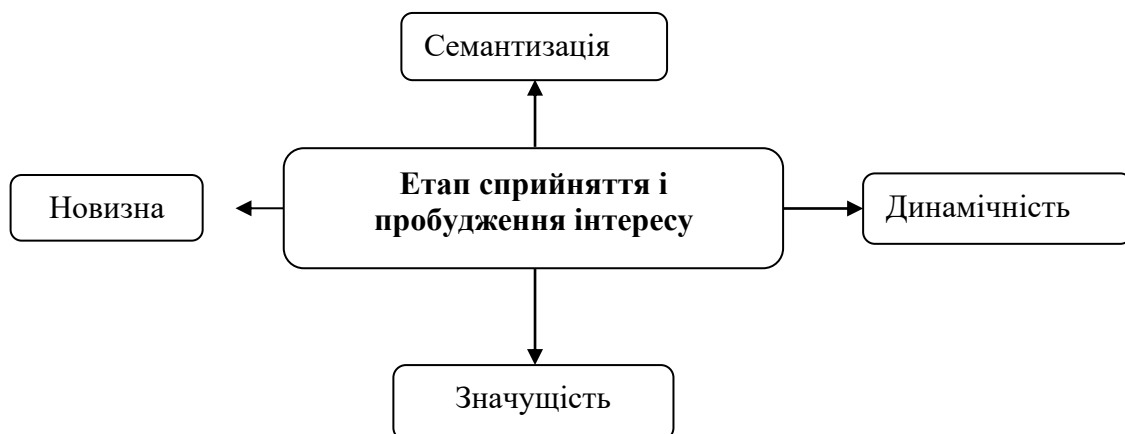 Семантизація
Етап сприйняття і
пробудження інтересу
Новизна
Динамічність
Значущість